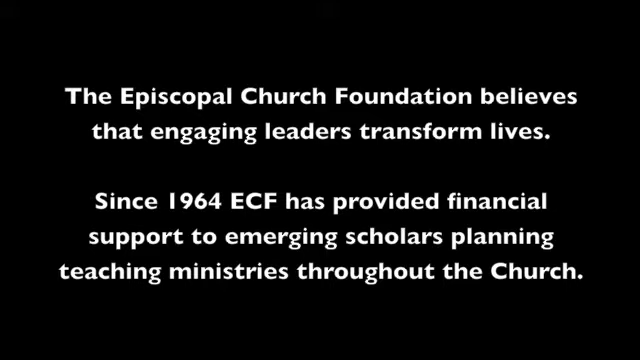 The Episcopal Church Foundation believes
that engaging leaders transform lives.
Since 1964 ECF has provided financial
support to emerging scholars planning
teaching ministries throughout the Church.